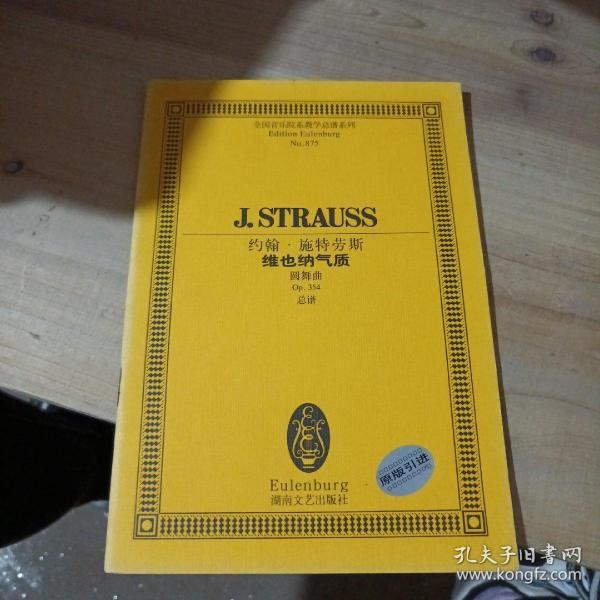 全国音乐院系教学总谱系列
Edition Eulenburg
No. 875
J. STRAUSS
约翰·施特劳斯
维也纳气质
圆舞曲
Op. 354
总谱
Eulenburg
湖南文艺出版社
原版引进
孔夫子旧书网
www.kongfz.com